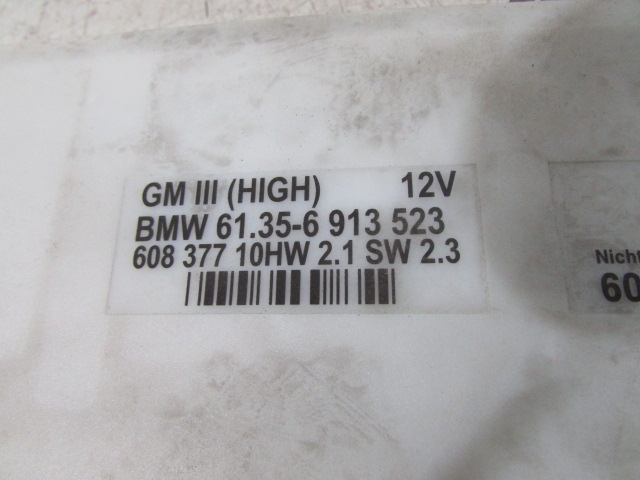 GM III (HIGH) 12V
BMW 61.35-6 913 523
608 377 10HW 2.1 SW 2.3
Nicht
60